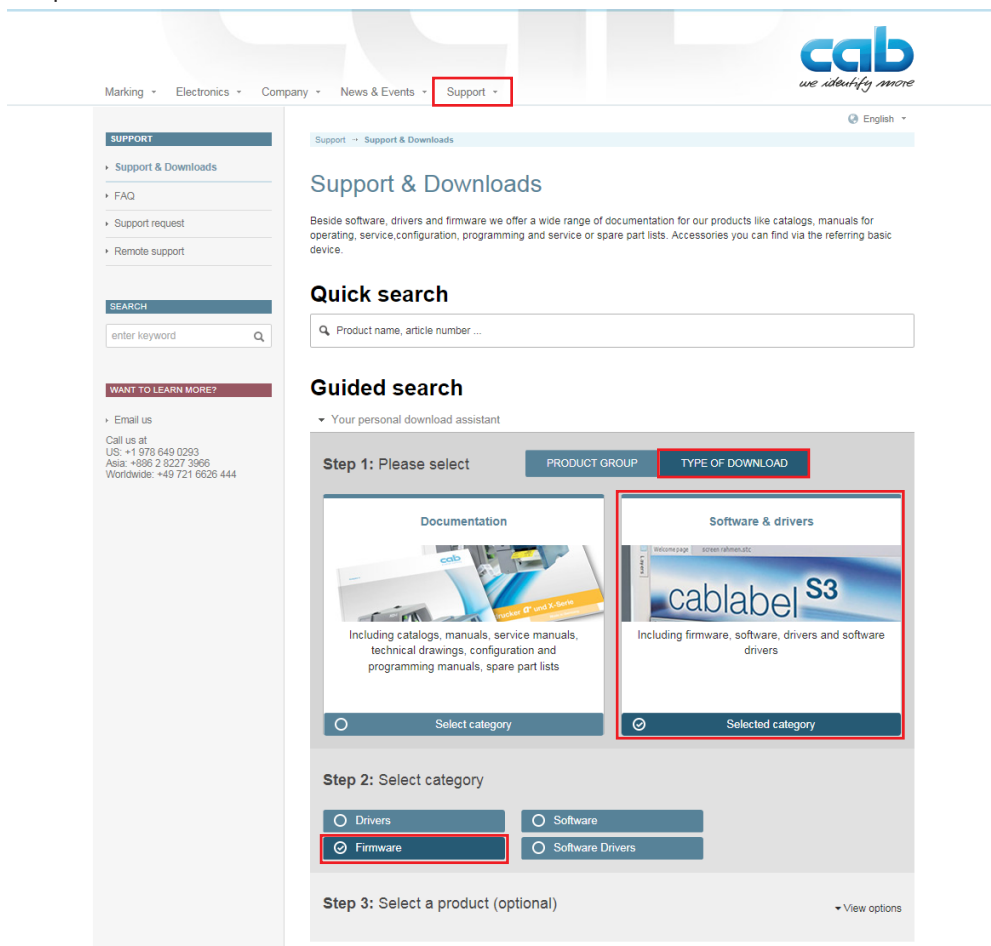 cab
we identify more
Marking Electronics Company News & Events Support
English
SUPPORT
Support & Downloads
FAQ
Support request
Remote support
SEARCH
enter keyword
WANT TO LEARN MORE?
Email us
Call us at
US: +1 978 649 0293
Asia: +886 2 8227 3966
Worldwide: +49 721 6626 444
Support → Support & Downloads
Support & Downloads
Beside software, drivers and firmware we offer a wide range of documentation for our products like catalogs, manuals for
operating, service,configuration, programming and service or spare part lists. Accessories you can find via the referring basic
device.
Quick search
Product name, article number ...
Guided search
Your personal download assistant
Step 1: Please select
PRODUCT GROUP
TYPE OF DOWNLOAD
Documentation
cab
Including catalogs, manuals, service manuals,
technical drawings, configuration and
programming manuals, spare part lists
Select category
Software & drivers
Welcome page screen rahmen.stc
Layers
cablabel S3
Including firmware, software, drivers and software
drivers
Selected category
Step 2: Select category
Drivers
Software
Firmware
Software Drivers
Step 3: Select a product (optional)
View options